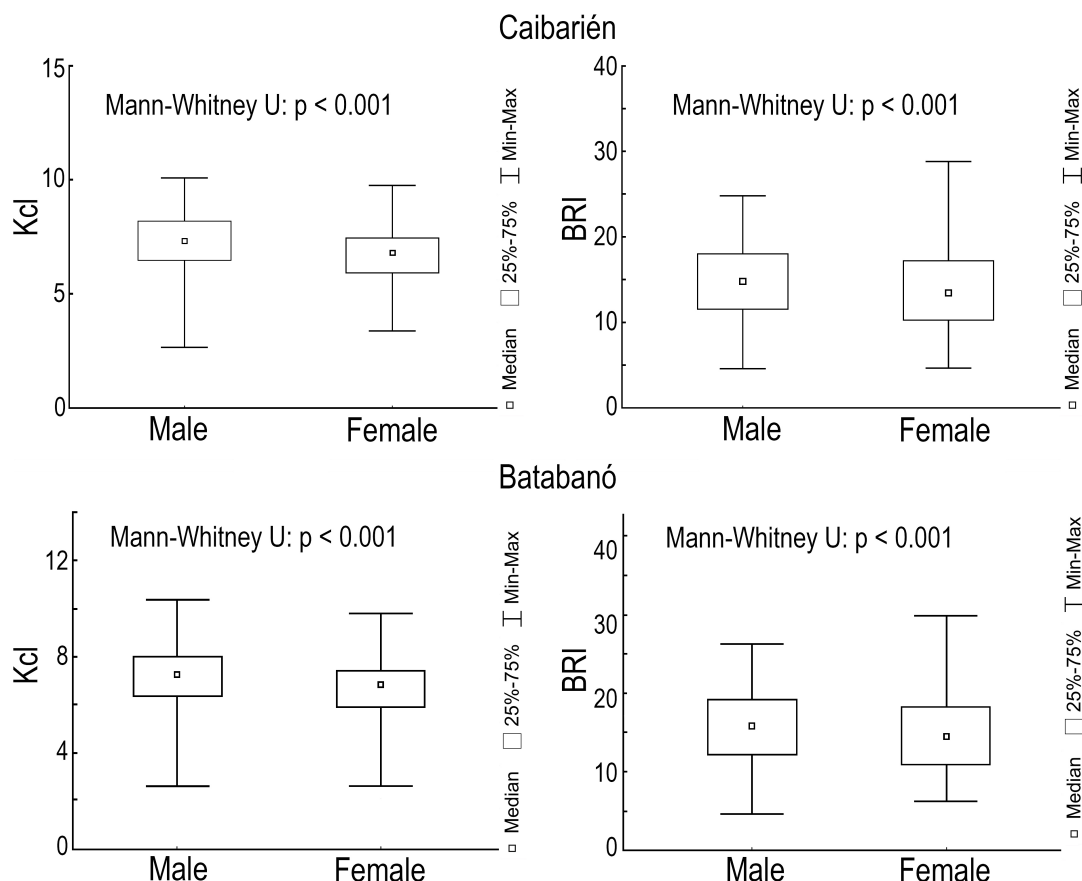 Caibarién
15
10
5
0
Kcl
Mann-Whitney U: p < 0.001
Male
Female
Median
25%-75%
Min-Max
40
30
20
10
0
BRI
Mann-Whitney U: p < 0.001
Male
Female
Median
25%-75%
Min-Max
Batabanó
12
8
4
0
Kcl
Mann-Whitney U: p < 0.001
Male
Female
Median
25%-75%
Min-Max
40
30
20
10
0
BRI
Mann-Whitney U: p < 0.001
Male
Female
Median
25%-75%
Min-Max